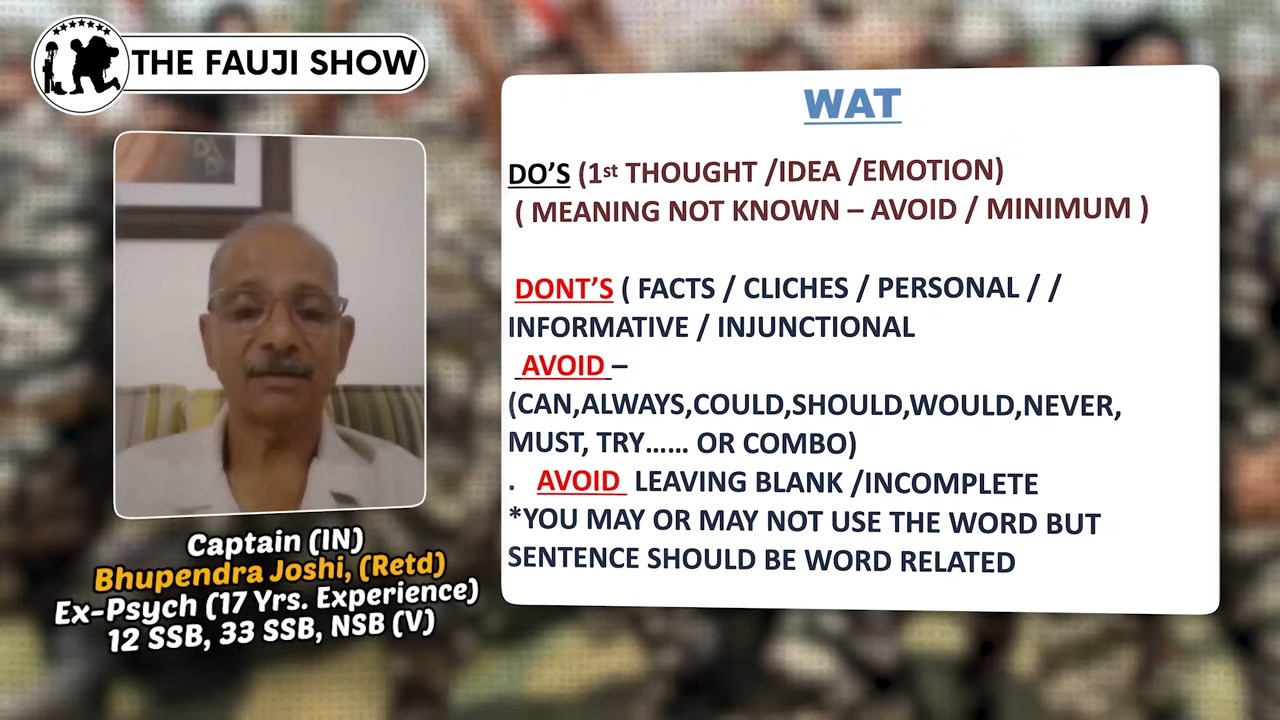 THE FAUJI SHOW
WAT
DO'S (1st THOUGHT /IDEA /EMOTION)
( MEANING NOT KNOWN – AVOID / MINIMUM )
DONT'S ( FACTS / CLICHES / PERSONAL / /
INFORMATIVE / INJUNCTIONAL
AVOID –
(CAN,ALWAYS,COULD,SHOULD,WOULD,NEVER,
MUST, TRY...... OR COMBO)
. AVOID LEAVING BLANK /INCOMPLETE
*YOU MAY OR MAY NOT USE THE WORD BUT
SENTENCE SHOULD BE WORD RELATED
Captain (IN)
Bhupendra Joshi, (Retd)
Ex-Psych (17 Yrs. Experience)
12 SSB, 33 SSB, NSB (V)